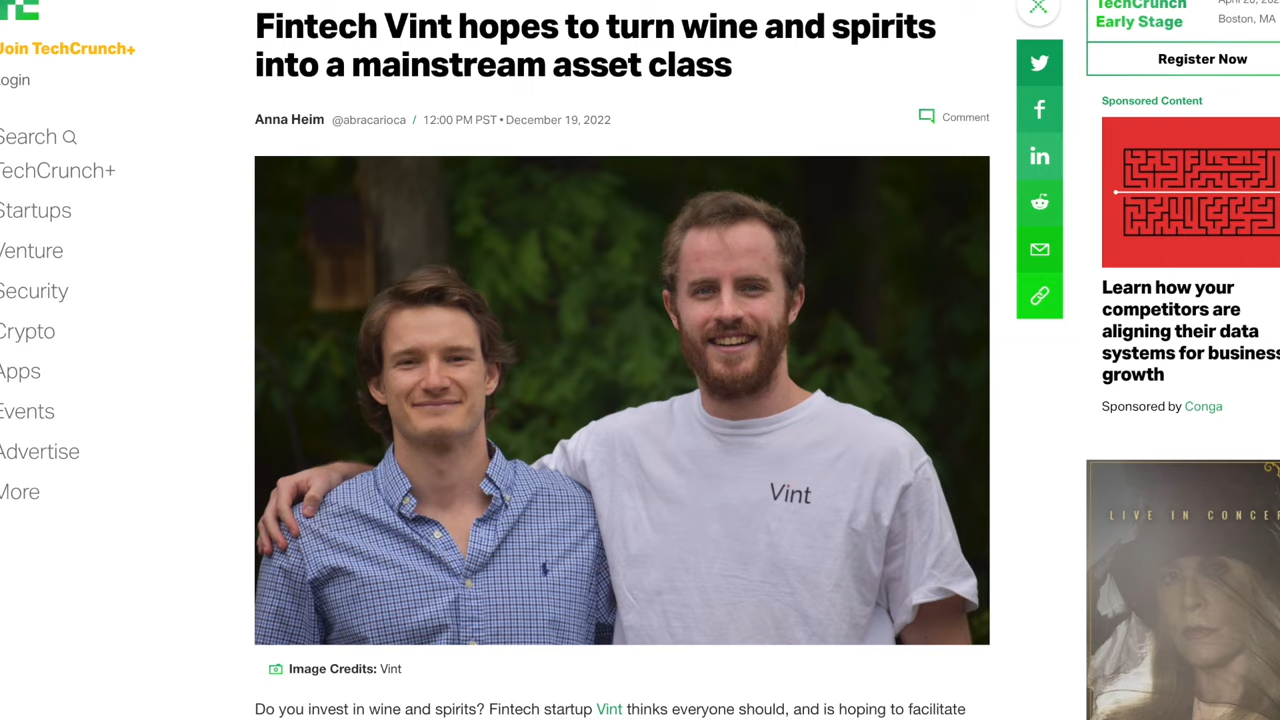 Join TechCrunch+
Login
Search
TechCrunch+
Startups
Venture
Security
Crypto
Apps
Events
Advertise
More
Fintech Vint hopes to turn wine and spirits
into a mainstream asset class
Anna Heim @abracarioca / 12:00 PM PST • December 19, 2022
Comment
Vint
Image Credits: Vint
Do you invest in wine and spirits? Fintech startup Vint thinks everyone should, and is hoping to facilitate
TechCrunch
Early Stage
Boston, MA
Register Now
Sponsored Content
Learn how your
competitors are
aligning their data
systems for business
growth
Sponsored by Conga
LIVE IN